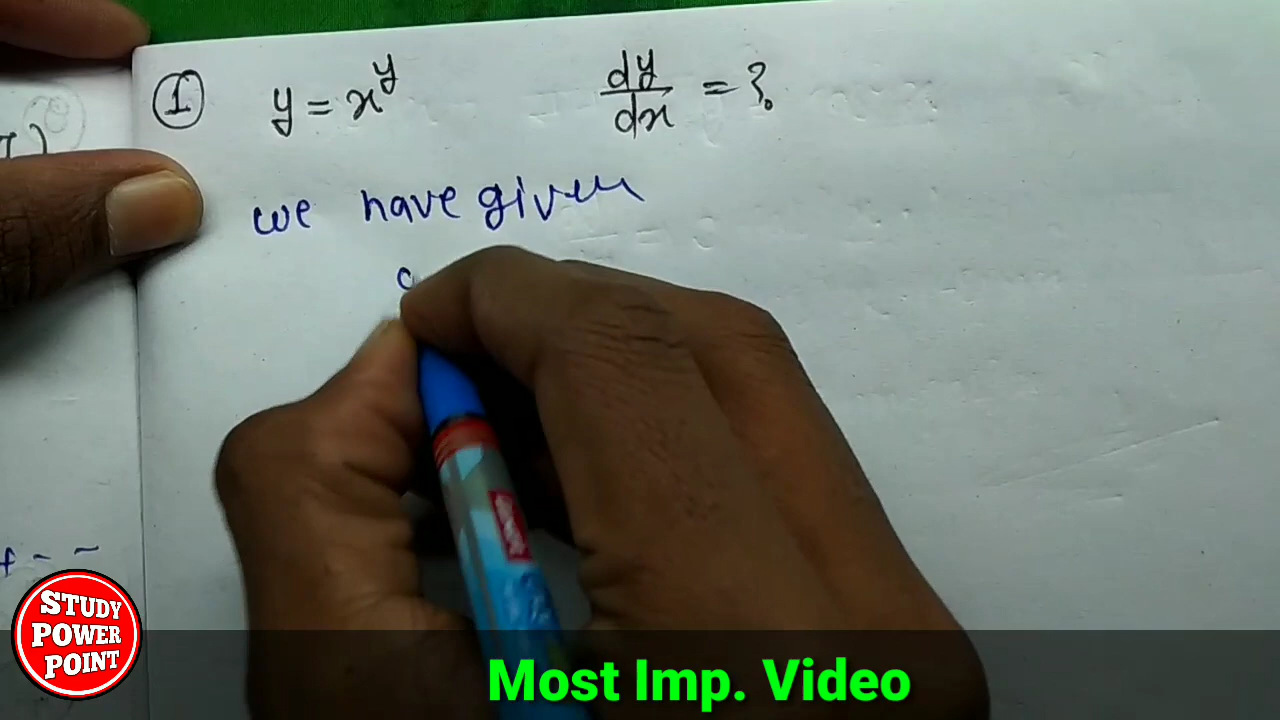 ① y = x^y dy/dx = ?
we have given
STUDY
POWER
POINT
Most Imp. Video